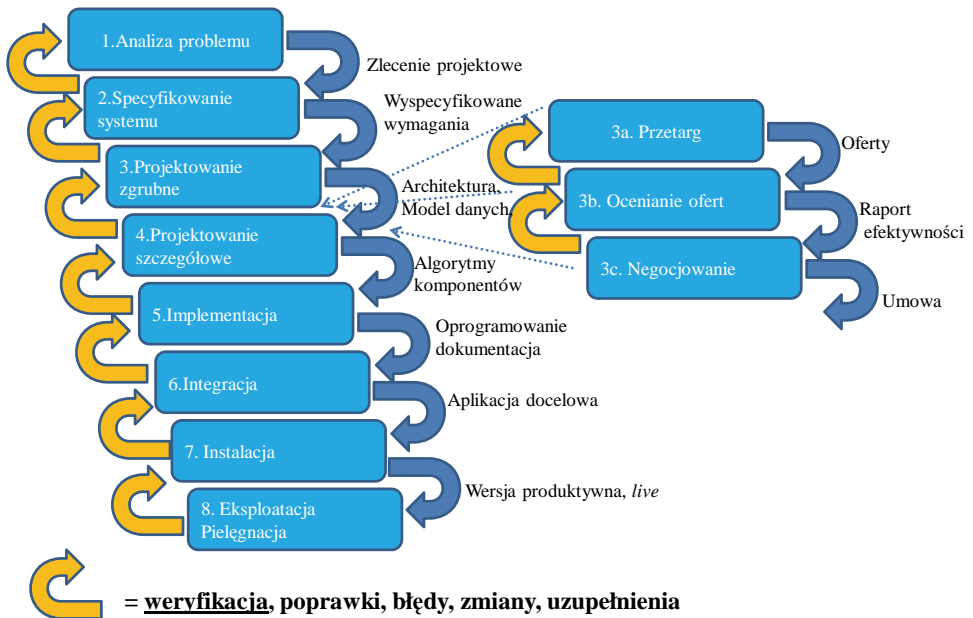 1.Analiza problemu
Zlecenie projektowe
2.Specyfikowanie
systemu
Wyspecyfikowane
wymagania
3.Projektowanie
zgrubne
Architektura,
Model danych,
4.Projektowanie
szczegółowe
Algorytmy
komponentów
5.Implementacja
Oprogramowanie
dokumentacja
6.Integracja
Aplikacja docelowa
7. Instalacja
Wersja produktywna, live
8. Eksploatacja
Pielęgnacja
3a. Przetarg
Oferty
3b. Ocenianie ofert
Raport
efektywności
3c. Negocjowanie
Umowa
= weryfikacja, poprawki, błędy, zmiany, uzupełnienia